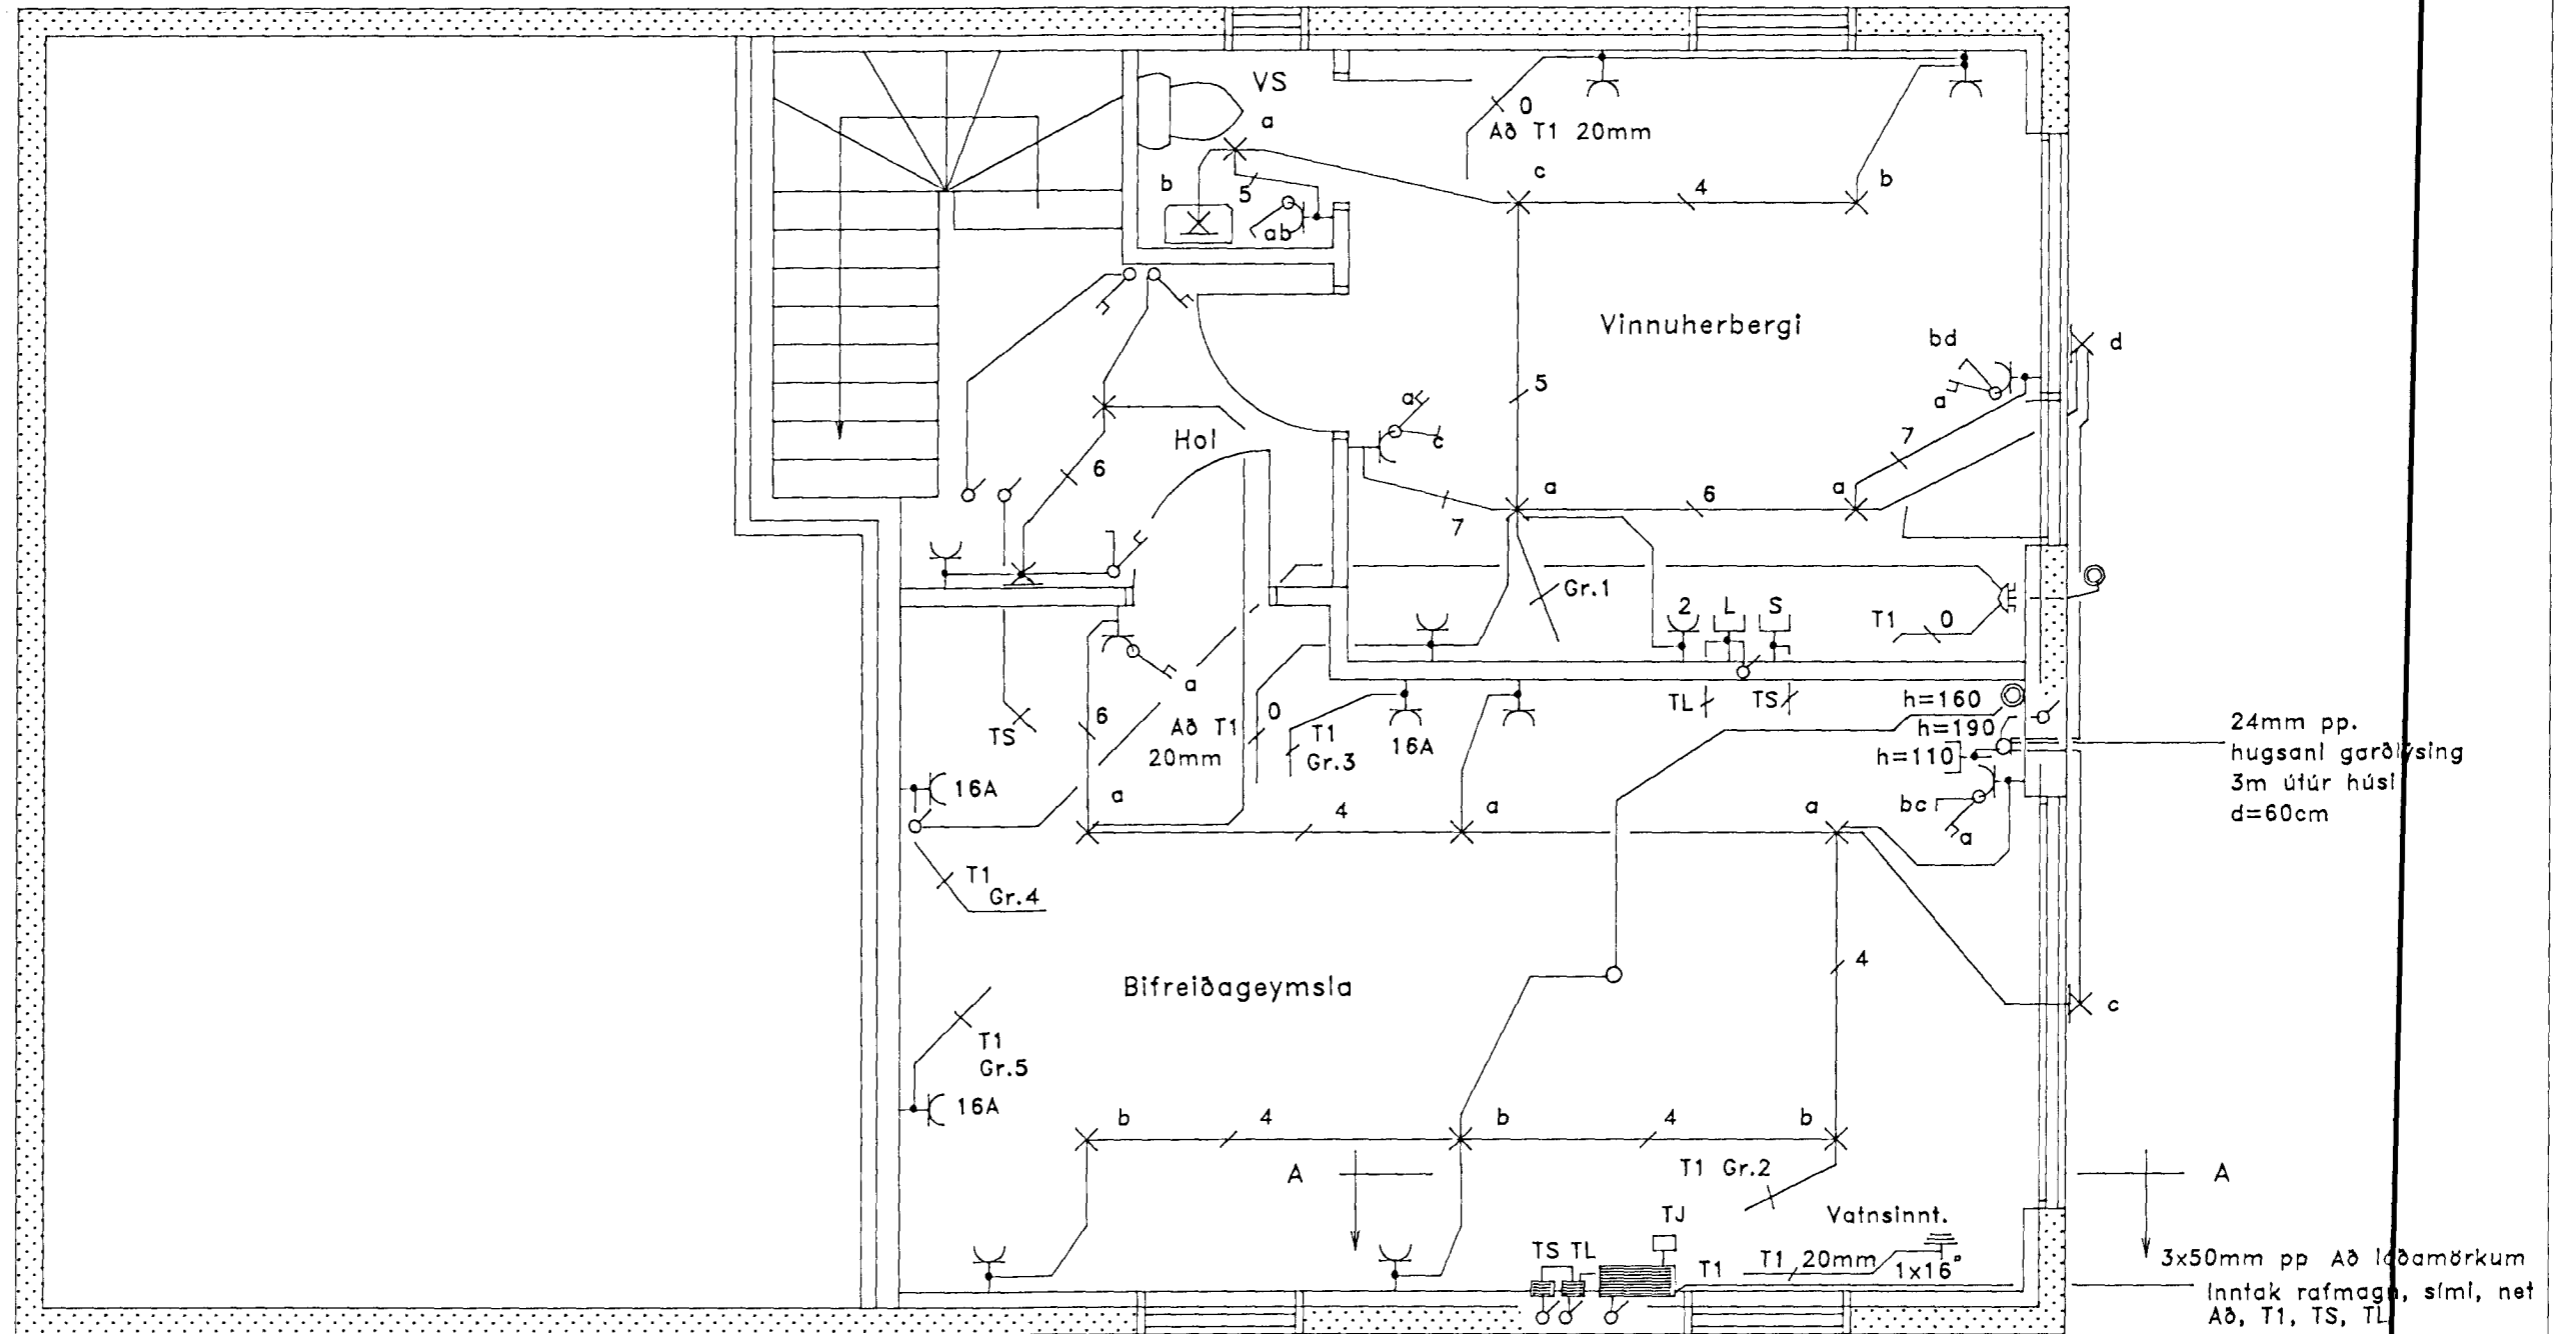 VS
a
O
Að T1 20mm
b
5
ab
c
4
b
Vinnuherbergi
bd
a
d
5
a
c
Hol
6
7
a
6
a
7
Gr.1
2 L S
T1
O
TL
TS
a
6
Að T1
20mm
O
T1
Gr.3
16A
TS
h=160
h=190
h=110
bc
a
24mm pp.
hugsanl garðlýsing
3m útúr húsi
d=60cm
16A
a
4
a
a
T1
Gr.4
4
Bifreiðageymsla
c
T1
Gr.5
16A
b
4
b
4
b
A
T1 Gr.2
A
TJ
Vatnsinnt.
TS TL
T1
T1 20mm
1x16°
3x50mm pp Að lóðamörkum
Inntak rafmagn, sími, net
Að, T1, TS, TL